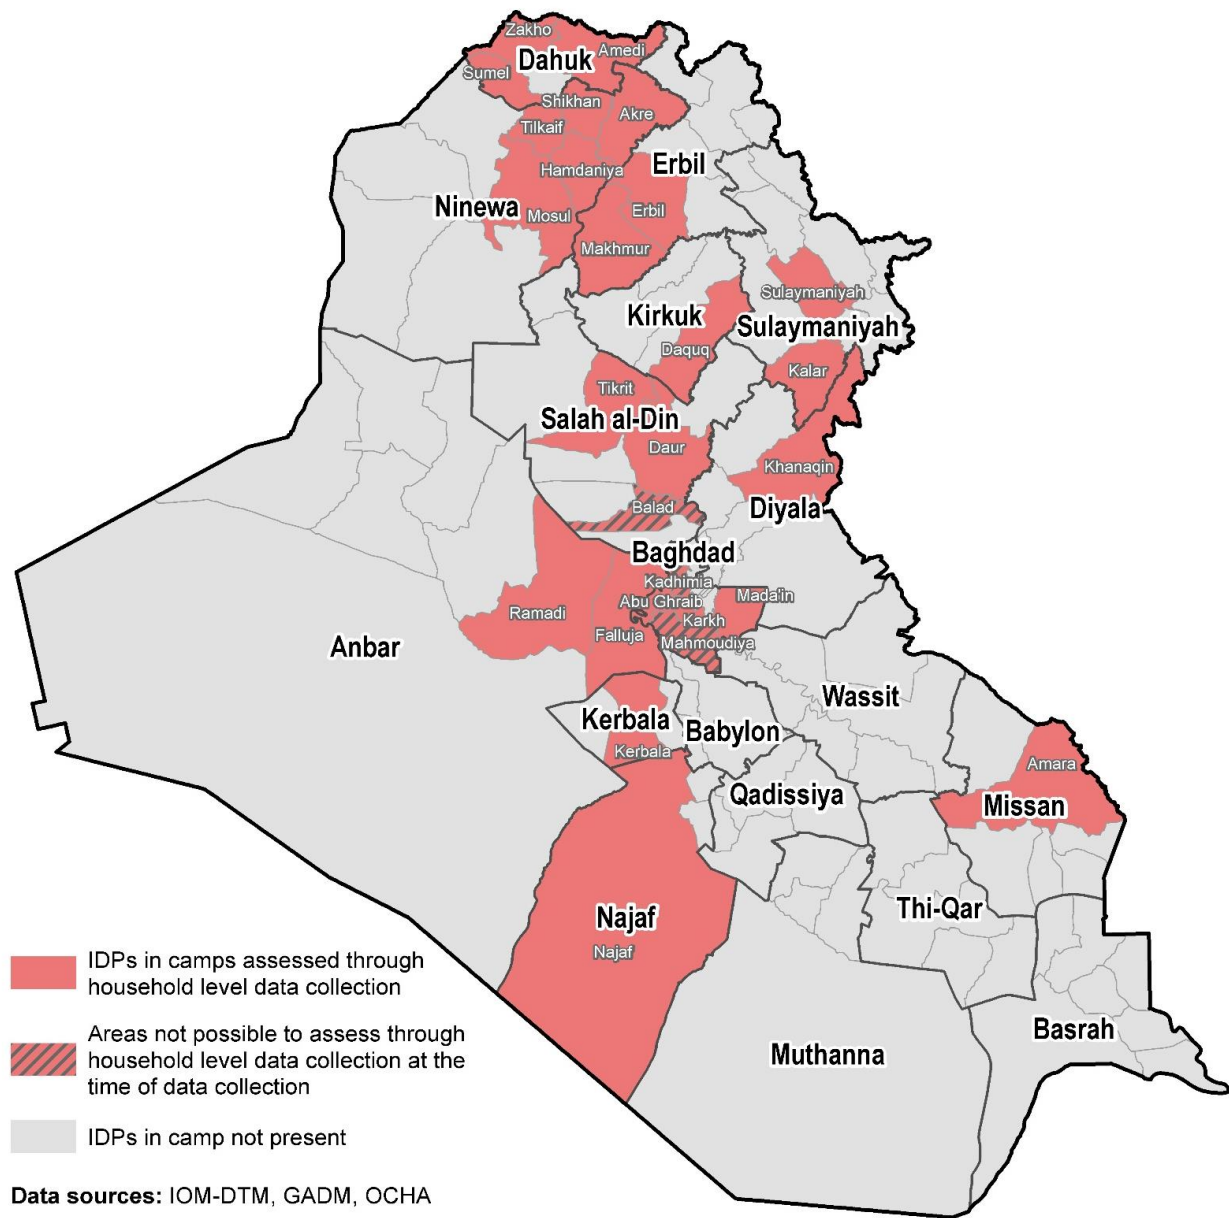 Zakho
Amedi
Dahuk
Sumel
Shikhan
Akre
Tilkaif
Erbil
Hamdaniya
Ninewa
Mosul
Erbil
Makhmur
Sulaymaniyah
Kirkuk
Sulaymaniyah
Daquq
Kalar
Tikrit
Salah al-Din
Daur
Khanaqin
Balad
Diyala
Baghdad
Kadhimia
Mada'in
Abu Ghraib
Ramadi
Karkh
Falluja
Mahmoudiya
Anbar
Wassit
Kerbala
Babylon
Kerbala
Amara
Qadissiya
Missan
Najaf
Thi-Qar
Najaf
Basrah
Muthanna
IDPs in camps assessed through
household level data collection
Areas not possible to assess through
household level data collection at the
time of data collection
IDPs in camp not present
Data sources: IOM-DTM, GADM, OCHA